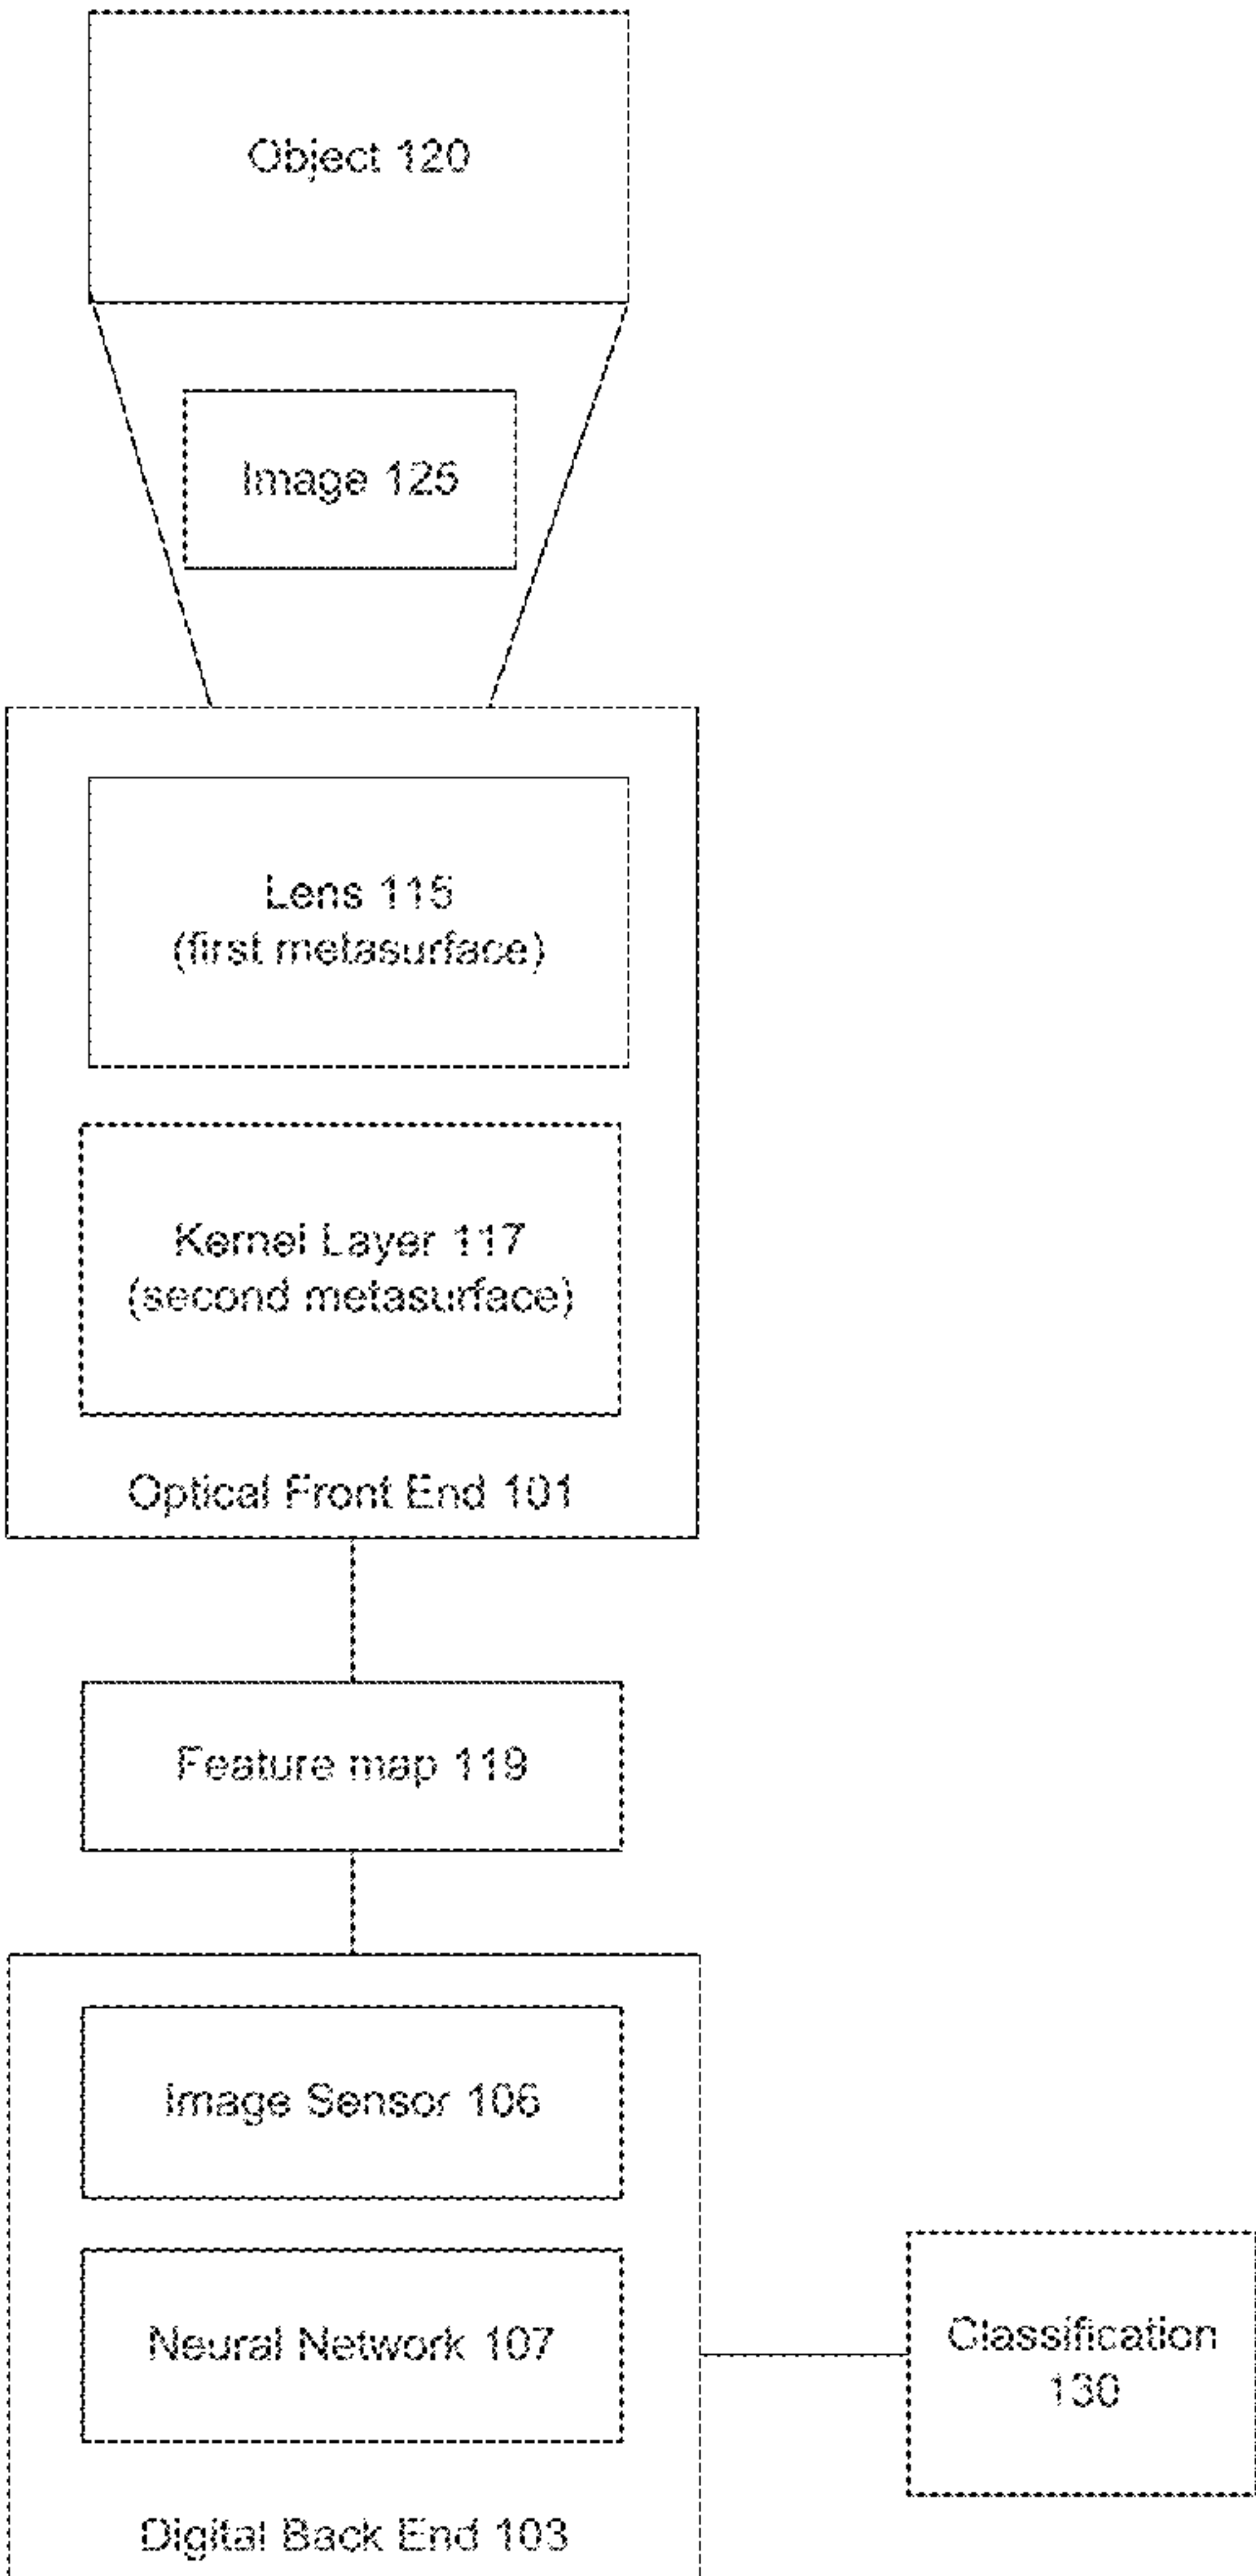 Object 120
Image 125
Lens 115
(first metasurface)
Kernel Layer 117
(second metasurface)
Optical Front End 101
Feature map 119
Image Sensor 106
Neural Network 107
Classification
130
Digital Back End 103